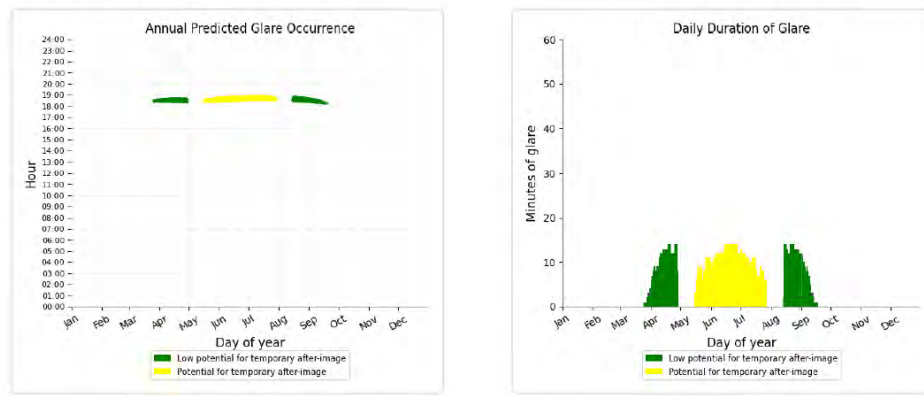 Annual Predicted Glare Occurrence
24:00
23:00
22:00
21:00
20:00
19:00
18:00
17:00
16:00
15:00
14:00
13:00
12:00
11:00
10:00
09:00
08:00
07:00
06:00
05:00
04:00
03:00
02:00
01:00
00:00
Hour
Jan Feb Mar Apr May Jun Jul Aug Sep Oct Nov Dec
Day of year
Low potential for temporary after-image
Potential for temporary after-image
Daily Duration of Glare
60
50
40
30
20
10
0
Minutes of glare
Jan Feb Mar Apr May Jun Jul Aug Sep Oct Nov Dec
Day of year
Low potential for temporary after-image
Potential for temporary after-image